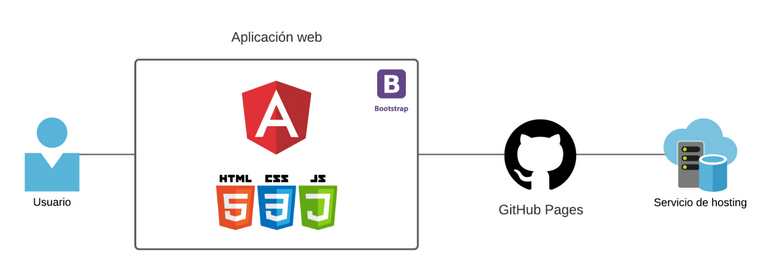 Aplicación web
B
Bootstrap
A
HTML CSS JS
5 3 J
Usuario
GitHub Pages
Servicio de hosting